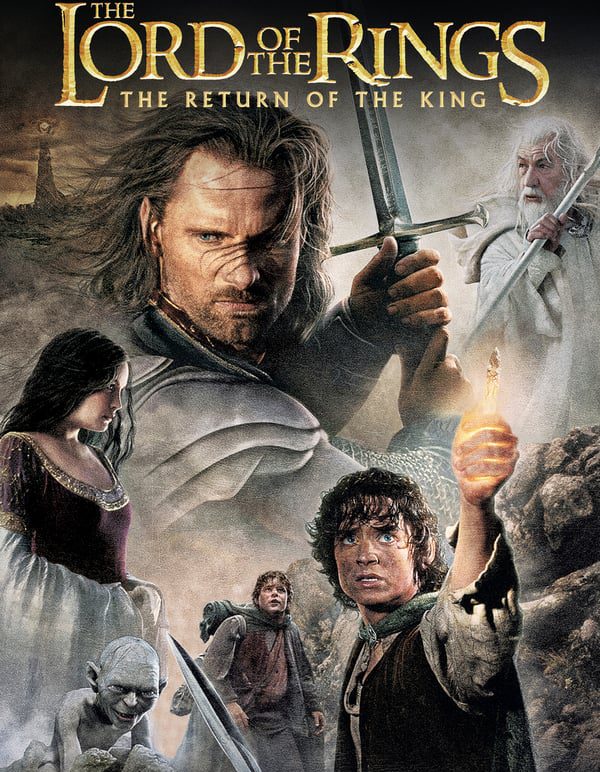 THE
LORD OF THE RINGS
THE RETURN OF THE KING